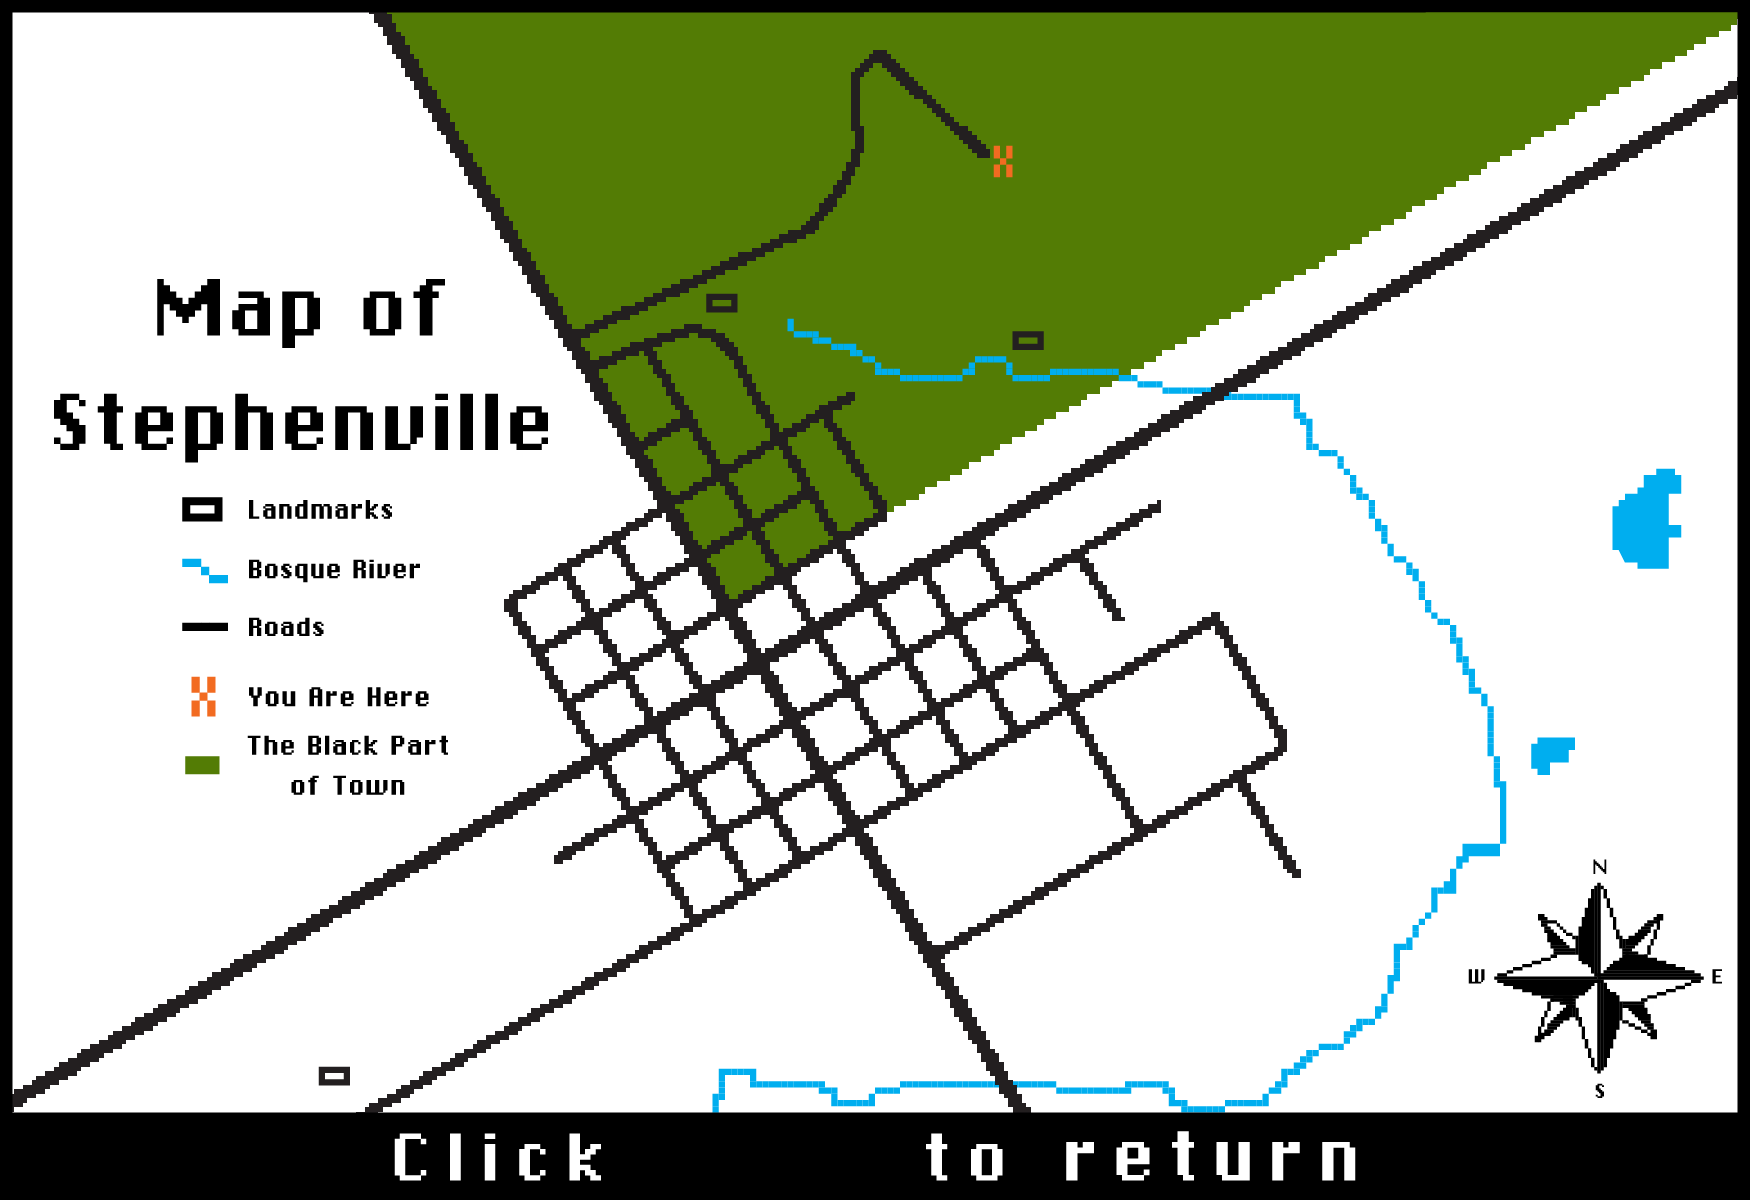 Map of
Stephenville
Landmarks
Bosque River
Roads
You Are Here
The Black Part
of Town
N
W
E
S
Click to return